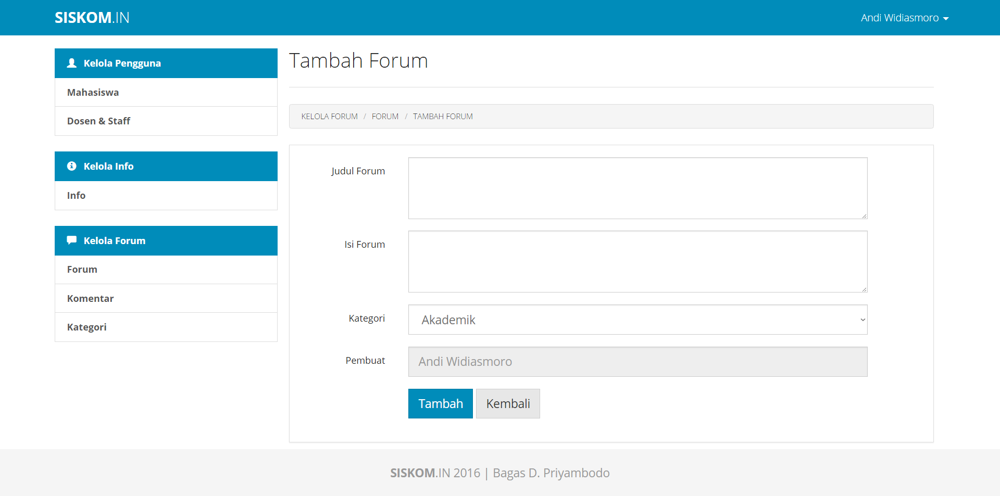 SISKOM.IN
Andi Widiasmoro
Kelola Pengguna
Mahasiswa
Dosen & Staff
Kelola Info
Info
Kelola Forum
Forum
Komentar
Kategori
Tambah Forum
KELOLA FORUM / FORUM / TAMBAH FORUM
Judul Forum
Isi Forum
Kategori
Akademik
Pembuat
Andi Widiasmoro
Tambah
Kembali
SISKOM.IN 2016 | Bagas D. Priyambodo